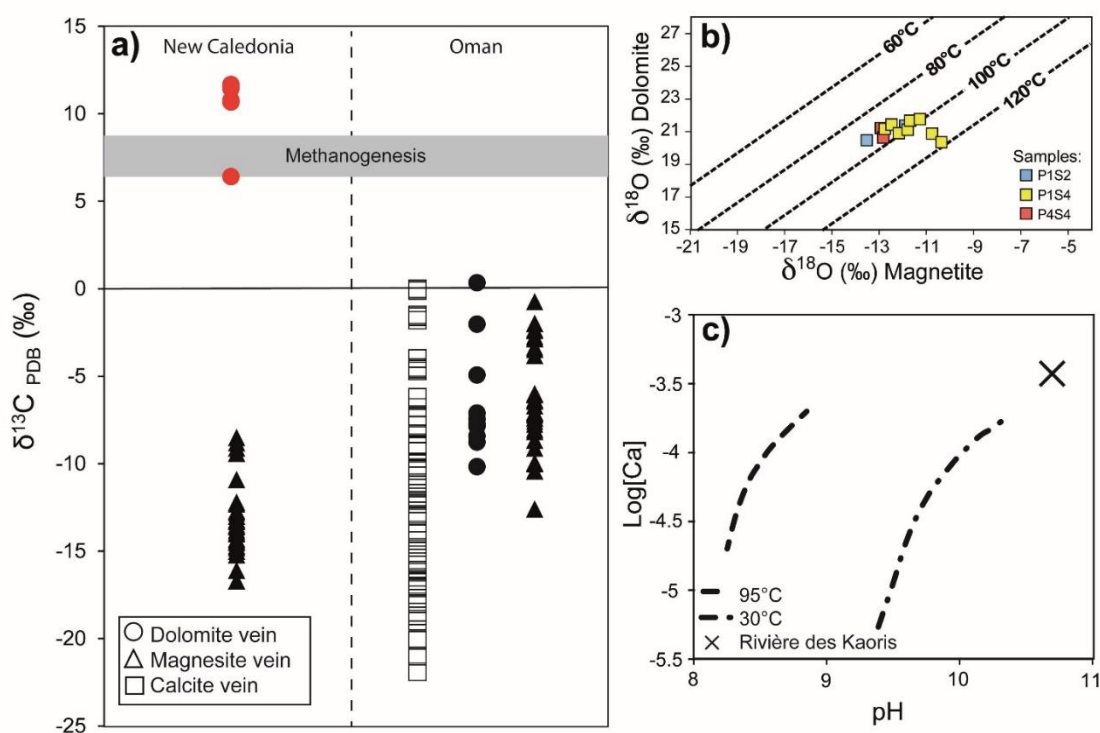 a)
New Caledonia
Oman
15
10
5
0
-5
-10
-15
-20
-25
δ¹³C PDB (‰)
Methanogenesis
Dolomite vein
Magnesite vein
Calcite vein
b)
27
25
23
21
19
17
15
δ¹⁸O (‰) Dolomite
60°C
80°C
100°C
120°C
Samples:
P1S2
P1S4
P4S4
-21 -19 -17 -15 -13 -11 -9 -7 -5
δ¹⁸O (‰) Magnetite
c)
-3
-3.5
-4
-4.5
-5
-5.5
Log[Ca]
95°C
30°C
Rivière des Kaoris
8 9 10 11
pH